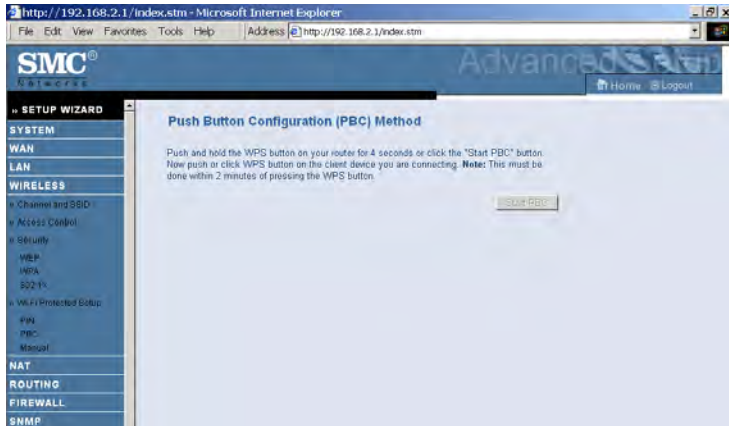 http://192.168.2.1/index.stm - Microsoft Internet Explorer
File Edit View Favorites Tools Help Address http://192.168.2.1/index.stm
SMC®
Networks
Advanced Setup
Home Logout
» SETUP WIZARD
SYSTEM
WAN
LAN
WIRELESS
» Channel and SSID
» Access Control
» Security
WEP
WPA
802.1X
» Wi-Fi Protected Setup
PIN
PBC
Manual
NAT
ROUTING
FIREWALL
SNMP
Push Button Configuration (PBC) Method
Push and hold the WPS button on your router for 4 seconds or click the "Start PBC" button.
Now push or click WPS button on the client device you are connecting. Note: This must be
done within 2 minutes of pressing the WPS button.
Start PBC